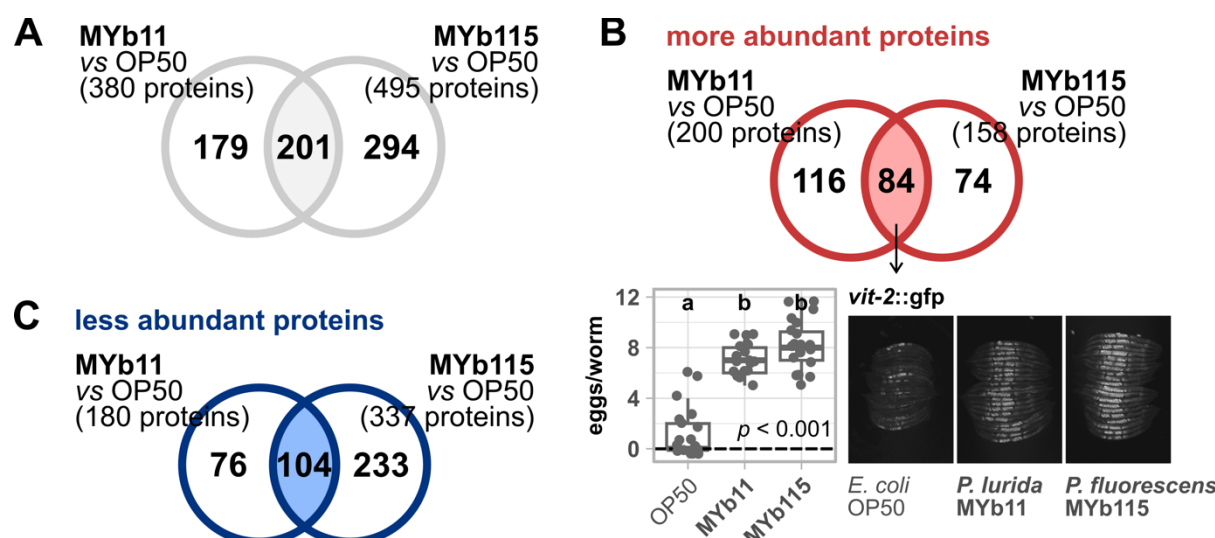 A
MYb11
vs OP50
(380 proteins)
MYb115
vs OP50
(495 proteins)
179
201
294
B
more abundant proteins
MYb11
vs OP50
(200 proteins)
MYb115
vs OP50
(158 proteins)
116
84
74
eggs/worm
12
8
4
0
a
b
b
p < 0.001
OP50
MYb11
MYb115
vit-2::gfp
E. coli
OP50
P. lurida
MYb11
P. fluorescens
MYb115
C
less abundant proteins
MYb11
vs OP50
(180 proteins)
MYb115
vs OP50
(337 proteins)
76
104
233